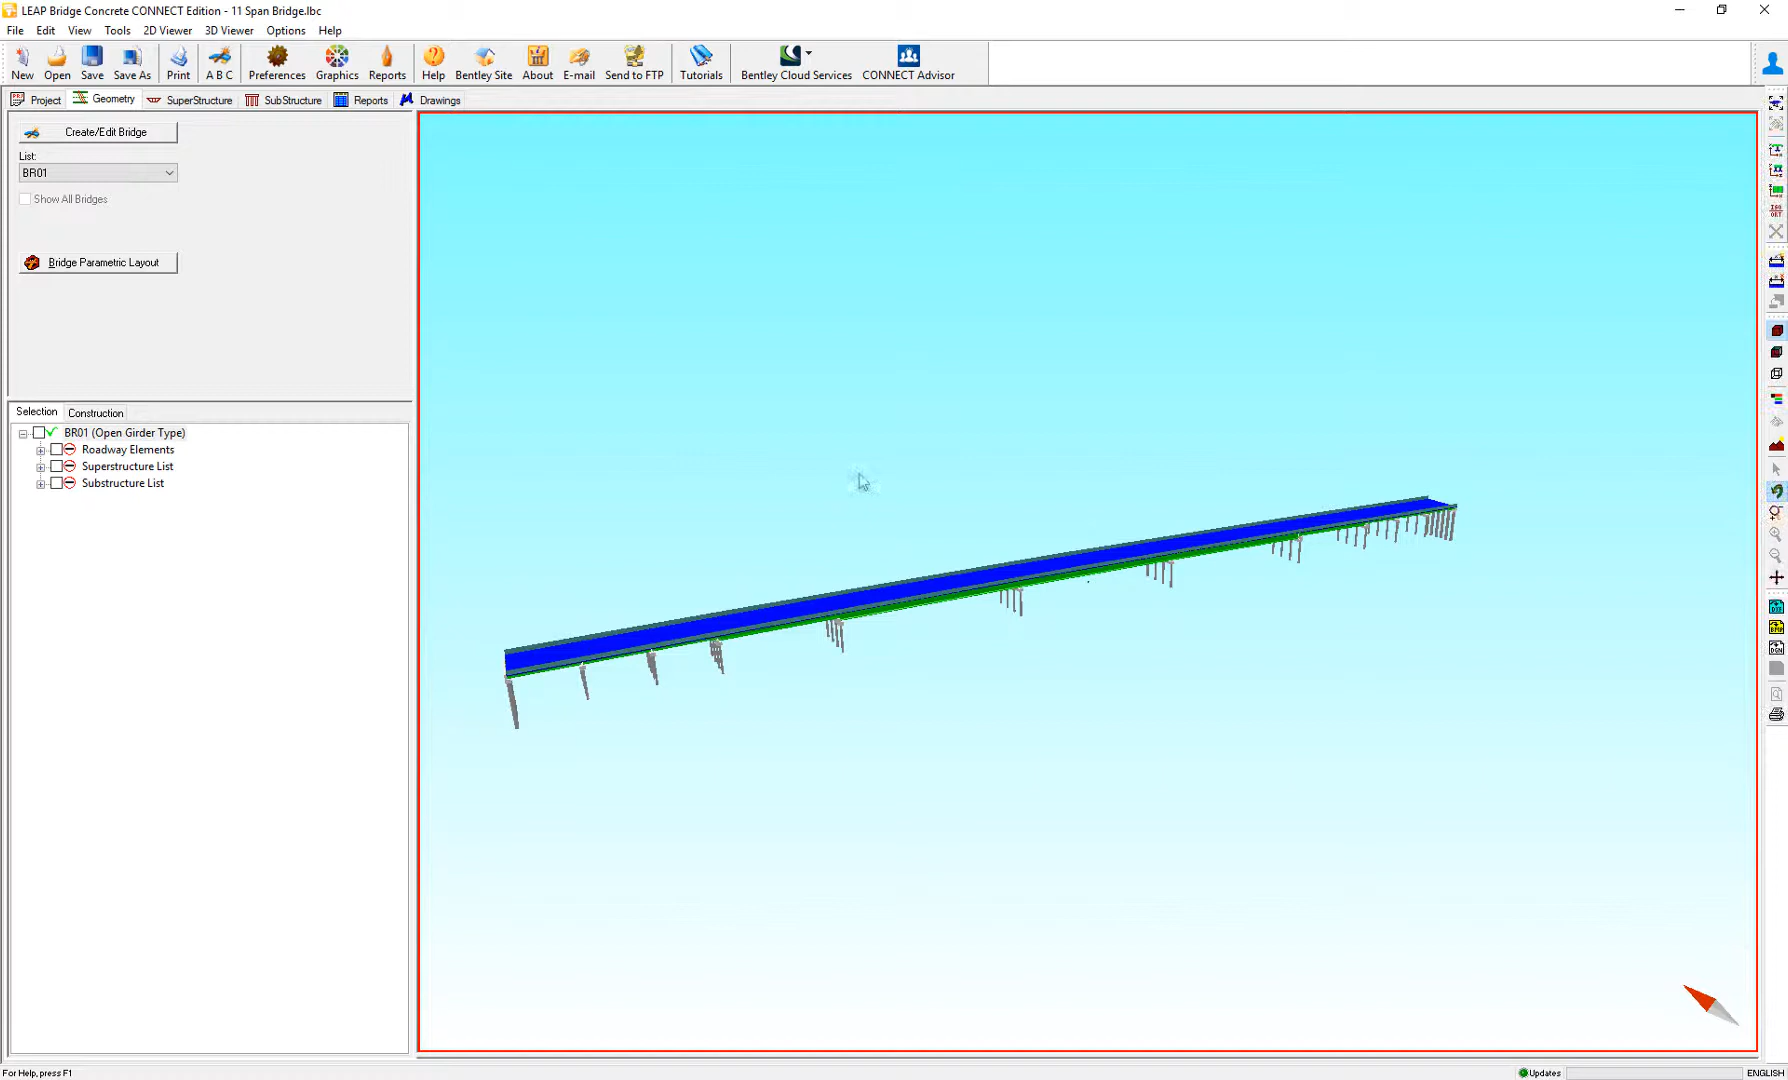 LEAP Bridge Concrete CONNECT Edition - 11 Span Bridge.lbc
File Edit View Tools 2D Viewer 3D Viewer Options Help
New Open Save Save As Print A B C Preferences Graphics Reports Help Bentley Site About E-mail Send to FTP Tutorials Bentley Cloud Services CONNECT Advisor
Project Geometry SuperStructure SubStructure Reports Drawings
Create/Edit Bridge
List:
BR01
Show All Bridges
Bridge Parametric Layout
Selection Construction
BR01 (Open Girder Type)
Roadway Elements
Superstructure List
Substructure List
For Help, press F1 Updates ENGLISH